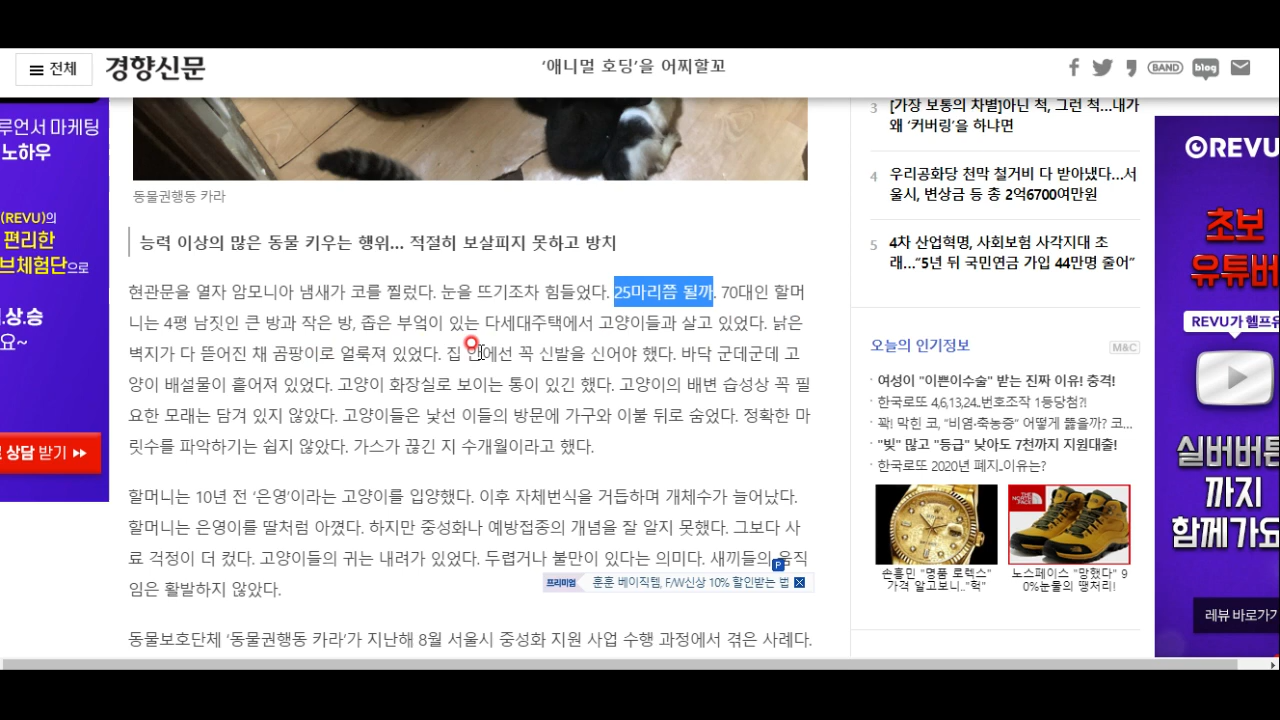 전체
경향신문
'애니멀 호딩'을 어찌할꼬
BAND
blog
루언서 마케팅
노하우
(REVU)의
편리한
브체험단으로
.상.승
요~
상담 받기
동물권행동 카라
능력 이상의 많은 동물 키우는 행위... 적절히 보살피지 못하고 방치
현관문을 열자 암모니아 냄새가 코를 찔렀다. 눈을 뜨기조차 힘들었다. 25마리쯤 될까. 70대인 할머
니는 4평 남짓인 큰 방과 작은 방, 좁은 부엌이 있는 다세대주택에서 고양이들과 살고 있었다. 낡은
벽지가 다 뜯어진 채 곰팡이로 얼룩져 있었다. 집 안에선 꼭 신발을 신어야 했다. 바닥 군데군데 고
양이 배설물이 흩어져 있었다. 고양이 화장실로 보이는 통이 있긴 했다. 고양이의 배변 습성상 꼭 필
요한 모래는 담겨 있지 않았다. 고양이들은 낯선 이들의 방문에 가구와 이불 뒤로 숨었다. 정확한 마
릿수를 파악하기는 쉽지 않았다. 가스가 끊긴 지 수개월이라고 했다.
할머니는 10년 전 '은영'이라는 고양이를 입양했다. 이후 자체번식을 거듭하며 개체수가 늘어났다.
할머니는 은영이를 딸처럼 아꼈다. 하지만 중성화나 예방접종의 개념을 잘 알지 못했다. 그보다 사
료 걱정이 더 컸다. 고양이들의 귀는 내려가 있었다. 두렵거나 불만이 있다는 의미다. 새끼들의 움직
임은 활발하지 않았다.
P
프리미엄 훈훈 베이직템, F/W신상 10% 할인받는 법
동물보호단체 '동물권행동 카라'가 지난해 8월 서울시 중성화 지원 사업 수행 과정에서 겪은 사례다.
3 [가장 보통의 차별]아닌 척, 그런 척...내가
왜 '커버링'을 하냐면
4 우리공화당 천막 철거비 다 받아냈다...서
울시, 변상금 등 총 2억6700여만원
5 4차 산업혁명, 사회보험 사각지대 초
래..."5년 뒤 국민연금 가입 44만명 줄어"
오늘의 인기정보
M&C
· 여성이 "이쁜이수술" 받는 진짜 이유! 충격!
· 한국로또 4,6,13,24..번호조작 1등당첨?!
· 꽉! 막힌 코, "비염·축농증" 어떻게 뚫을까? 코...
· "빚" 많고 "등급" 낮아도 7천까지 지원대출!
· 한국로또 2020년 폐지..이유는?
ROLEX
THE NORTH FACE
손흥민 "명품 로렉스"
가격 알고보니.."헉"
노스페이스 "망했다" 9
0%눈물의 땡처리!
REVU
초보
유튜버
REVU가 헬프유
실버버튼
까지
함께가요
레뷰 바로가기